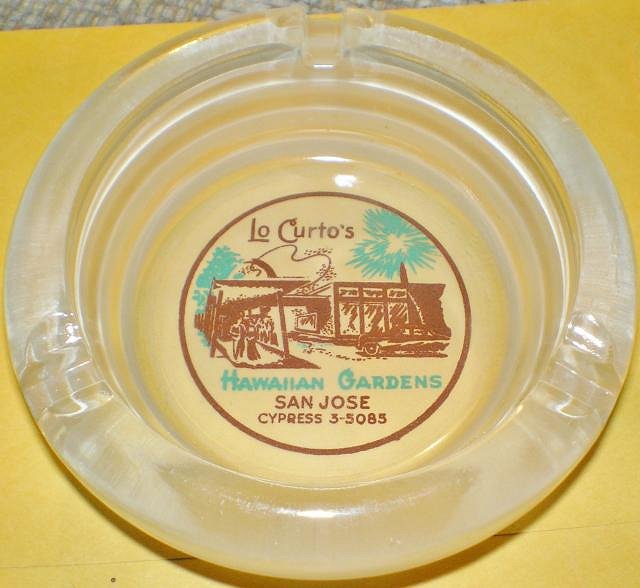 Lo Curto's
HAWAIIAN GARDENS
SAN JOSE
CYPRESS 3-5085